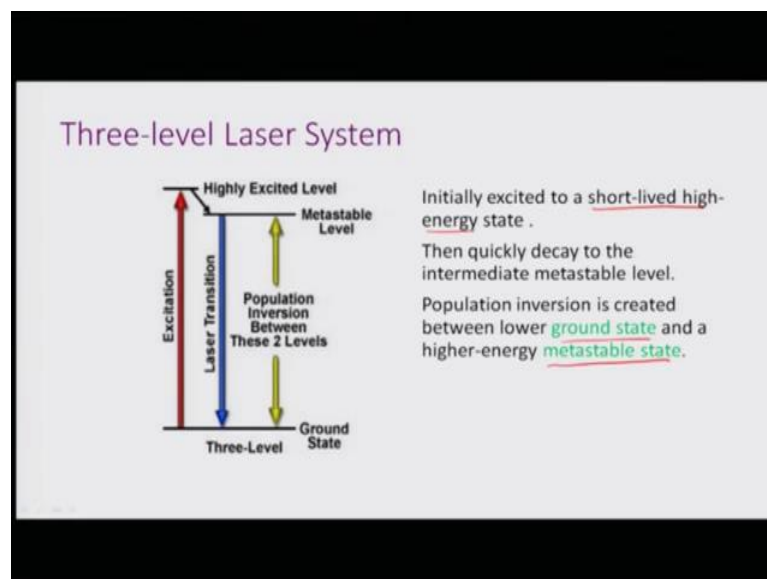 Three-level Laser System
Highly Excited Level
Metastable
Level
Excitation
Laser Transition
Population
Inversion
Between
These 2 Levels
Ground
State
Three-Level
Initially excited to a short-lived high-
energy state .
Then quickly decay to the
intermediate metastable level.
Population inversion is created
between lower ground state and a
higher-energy metastable state.